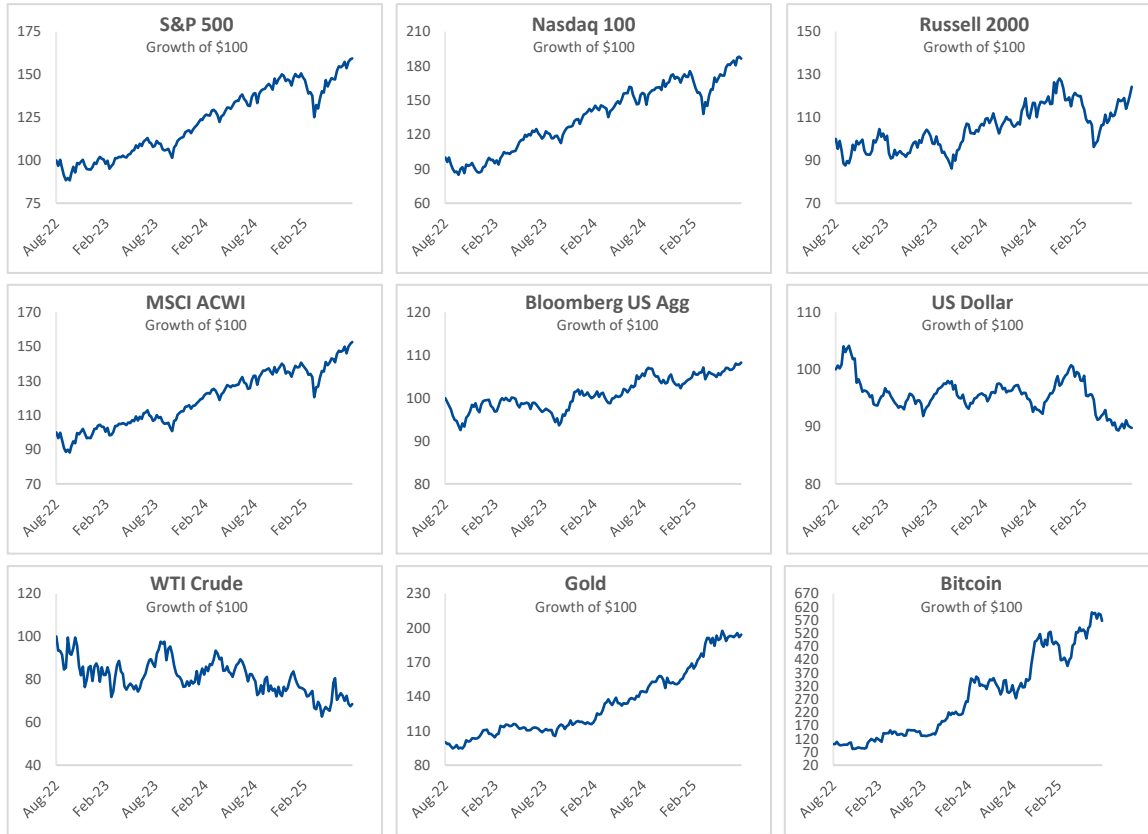 S&P 500
Growth of $100
175
150
125
100
75
Aug-22
Feb-23
Aug-23
Feb-24
Aug-24
Feb-25
Nasdaq 100
Growth of $100
210
180
150
120
90
60
Aug-22
Feb-23
Aug-23
Feb-24
Aug-24
Feb-25
Russell 2000
Growth of $100
150
130
110
90
70
Aug-22
Feb-23
Aug-23
Feb-24
Aug-24
Feb-25
MSCI ACWI
Growth of $100
170
150
130
110
90
70
Aug-22
Feb-23
Aug-23
Feb-24
Aug-24
Feb-25
Bloomberg US Agg
Growth of $100
120
110
100
90
80
Aug-22
Feb-23
Aug-23
Feb-24
Aug-24
Feb-25
US Dollar
Growth of $100
110
100
90
80
Aug-22
Feb-23
Aug-23
Feb-24
Aug-24
Feb-25
WTI Crude
Growth of $100
120
100
80
60
40
Aug-22
Feb-23
Aug-23
Feb-24
Aug-24
Feb-25
Gold
Growth of $100
230
200
170
140
110
80
Aug-22
Feb-23
Aug-23
Feb-24
Aug-24
Feb-25
Bitcoin
Growth of $100
670
620
570
520
470
420
370
320
270
220
170
120
70
20
Aug-22
Feb-23
Aug-23
Feb-24
Aug-24
Feb-25